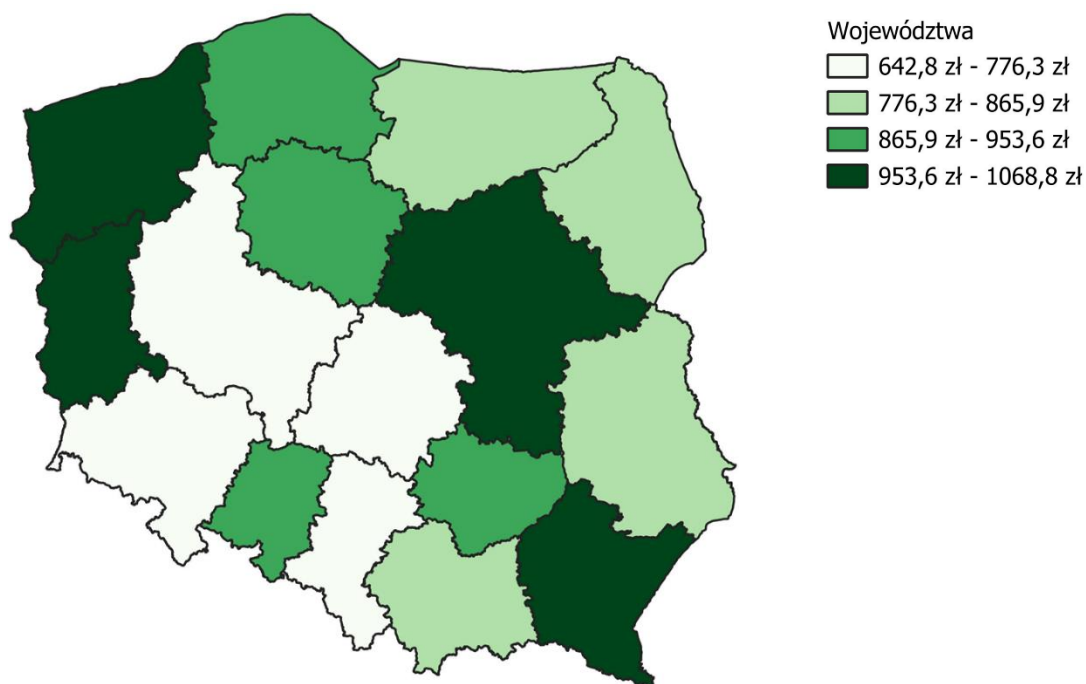 Województwa
642,8 zł - 776,3 zł
776,3 zł - 865,9 zł
865,9 zł - 953,6 zł
953,6 zł - 1068,8 zł